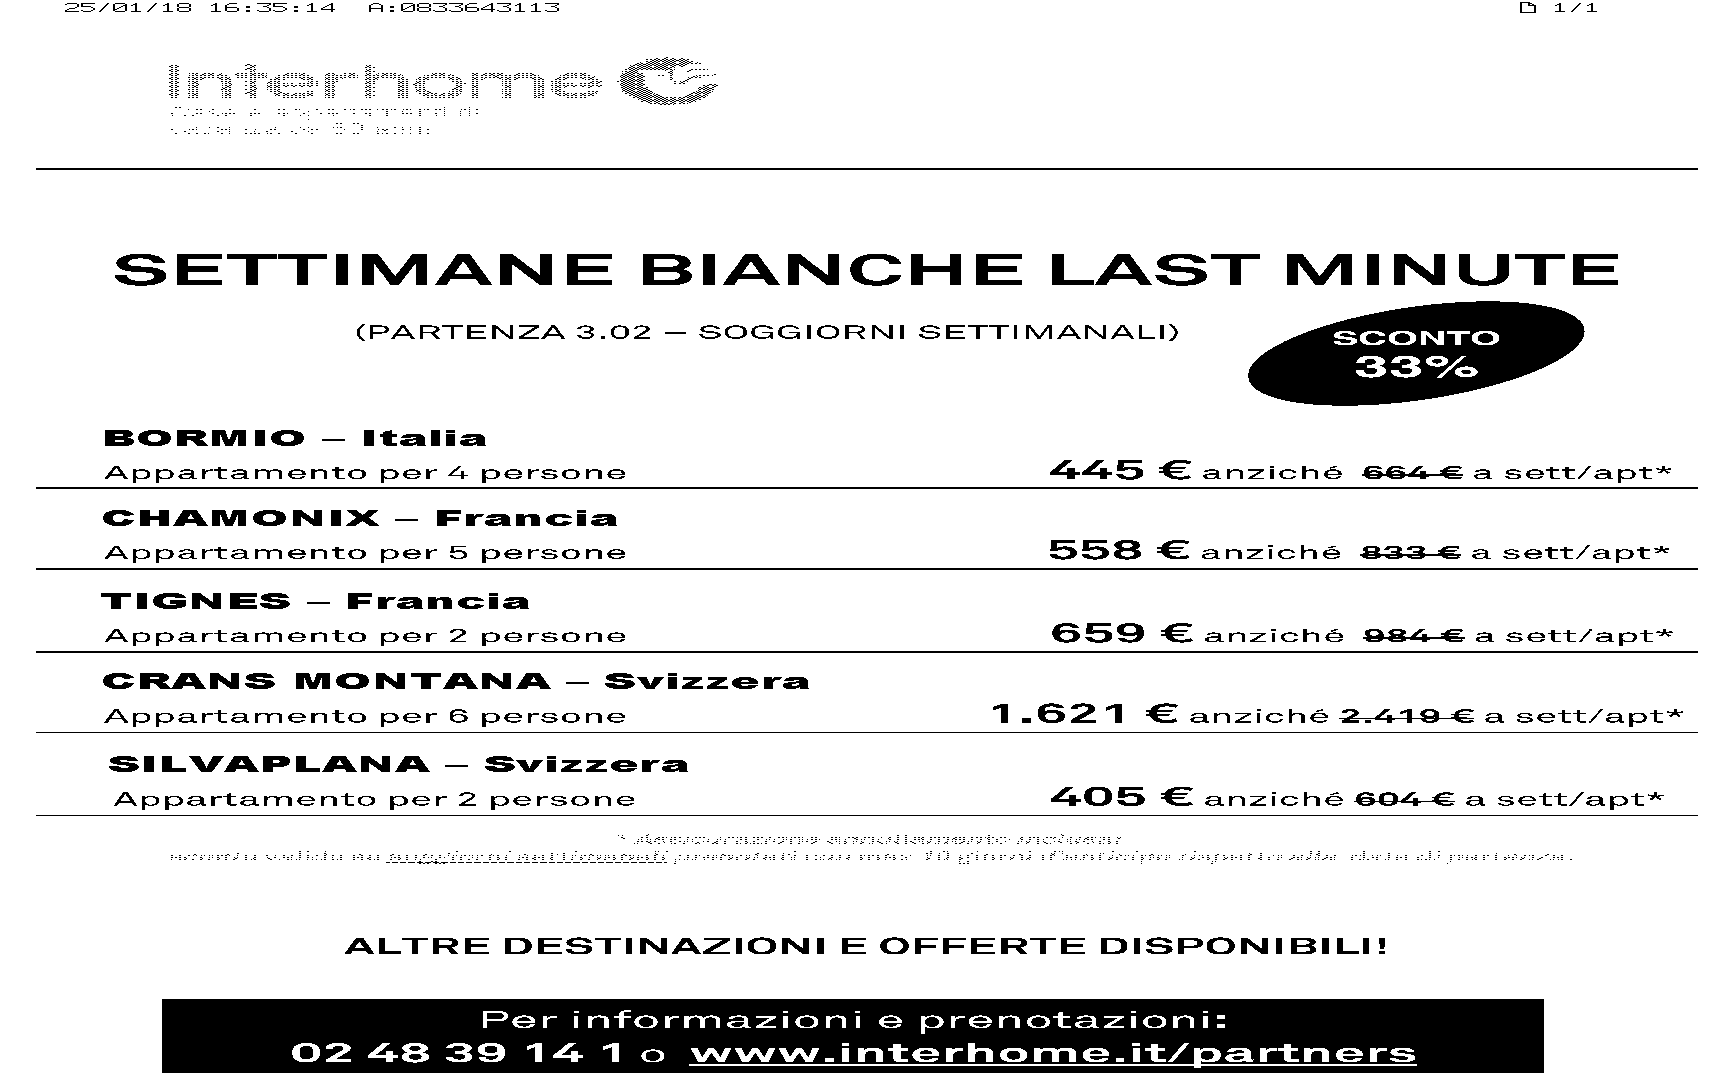 25/01/18 16:35:14 A:0833643113 1/1
Interhome
SETTIMANE BIANCHE LAST MINUTE
(PARTENZA 3.02 – SOGGIORNI SETTIMANALI)
SCONTO
33%
BORMIO – Italia
Appartamento per 4 persone 445 € anziché 664 € a sett/apt*
CHAMONIX – Francia
Appartamento per 5 persone 558 € anziché 833 € a sett/apt*
TIGNES – Francia
Appartamento per 2 persone 659 € anziché 984 € a sett/apt*
CRANS MONTANA – Svizzera
Appartamento per 6 persone 1.621 € anziché 2.419 € a sett/apt*
SILVAPLANA – Svizzera
Appartamento per 2 persone 405 € anziché 604 € a sett/apt*
ALTRE DESTINAZIONI E OFFERTE DISPONIBILI!
Per informazioni e prenotazioni:
02 48 39 14 1 o www.interhome.it/partners